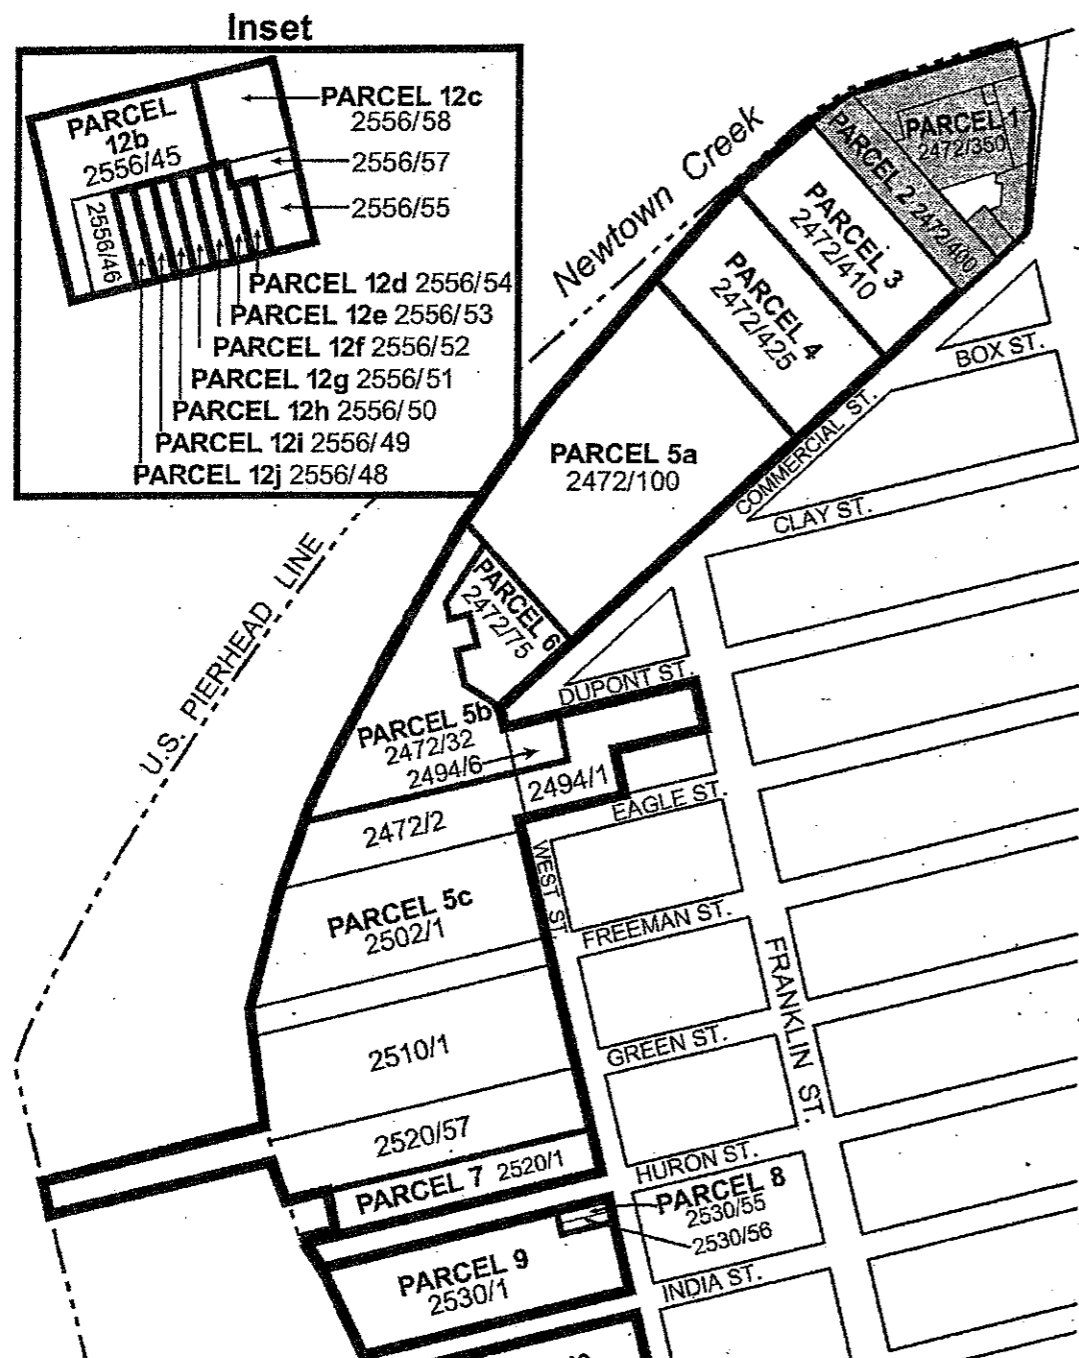 Inset
PARCEL
12b
2556/45
PARCEL 12c
2556/58
2556/57
2556/55
2556/46
PARCEL 12d 2556/54
PARCEL 12e 2556/53
PARCEL 12f 2556/52
PARCEL 12g 2556/51
PARCEL 12h 2556/50
PARCEL 12i 2556/49
PARCEL 12j 2556/48
Newtown Creek
PARCEL 1
2472/350
PARCEL 2 2472/400
PARCEL 3
2472/410
PARCEL 4
2472/425
BOX ST.
COMMERCIAL ST.
PARCEL 5a
2472/100
CLAY ST.
U.S. PIERHEAD LINE
PARCEL 6
2472/75
DUPONT ST.
PARCEL 5b
2472/32
2494/6
2494/1
EAGLE ST.
2472/2
WEST ST.
PARCEL 5c
2502/1
FREEMAN ST.
FRANKLIN ST.
2510/1
GREEN ST.
2520/57
HURON ST.
PARCEL 7 2520/1
PARCEL 8
2530/55
2530/56
PARCEL 9
2530/1
INDIA ST.